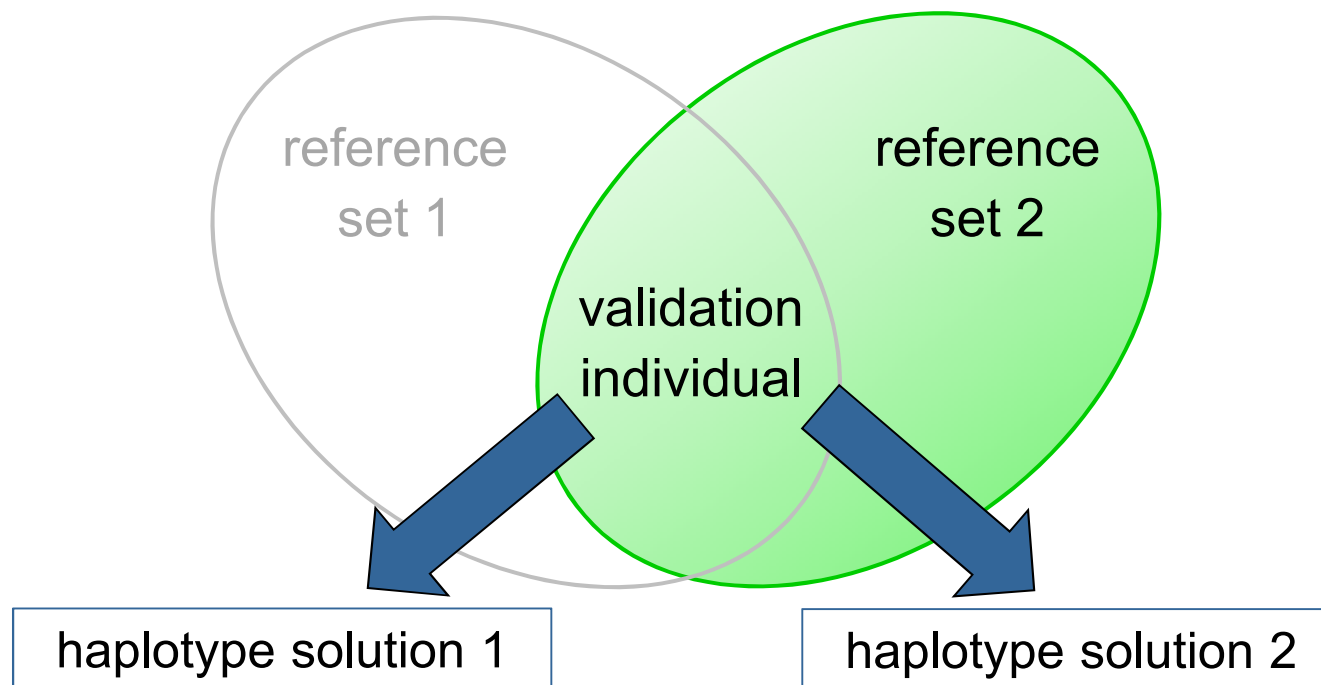 reference
set 1
reference
set 2
validation
individual
haplotype solution 1
haplotype solution 2